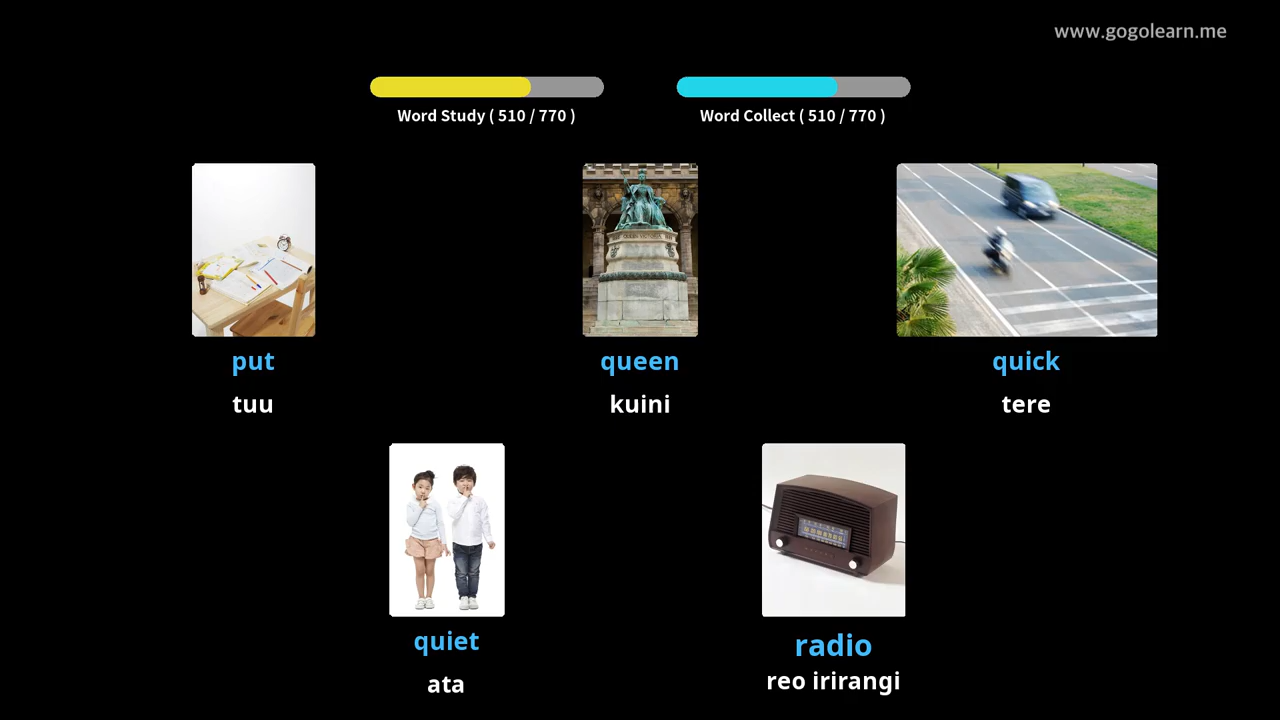 www.gogolearn.me
Word Study ( 510 / 770 )
Word Collect ( 510 / 770 )
put
tuu
queen
kuini
quick
tere
quiet
ata
radio
reo irirangi